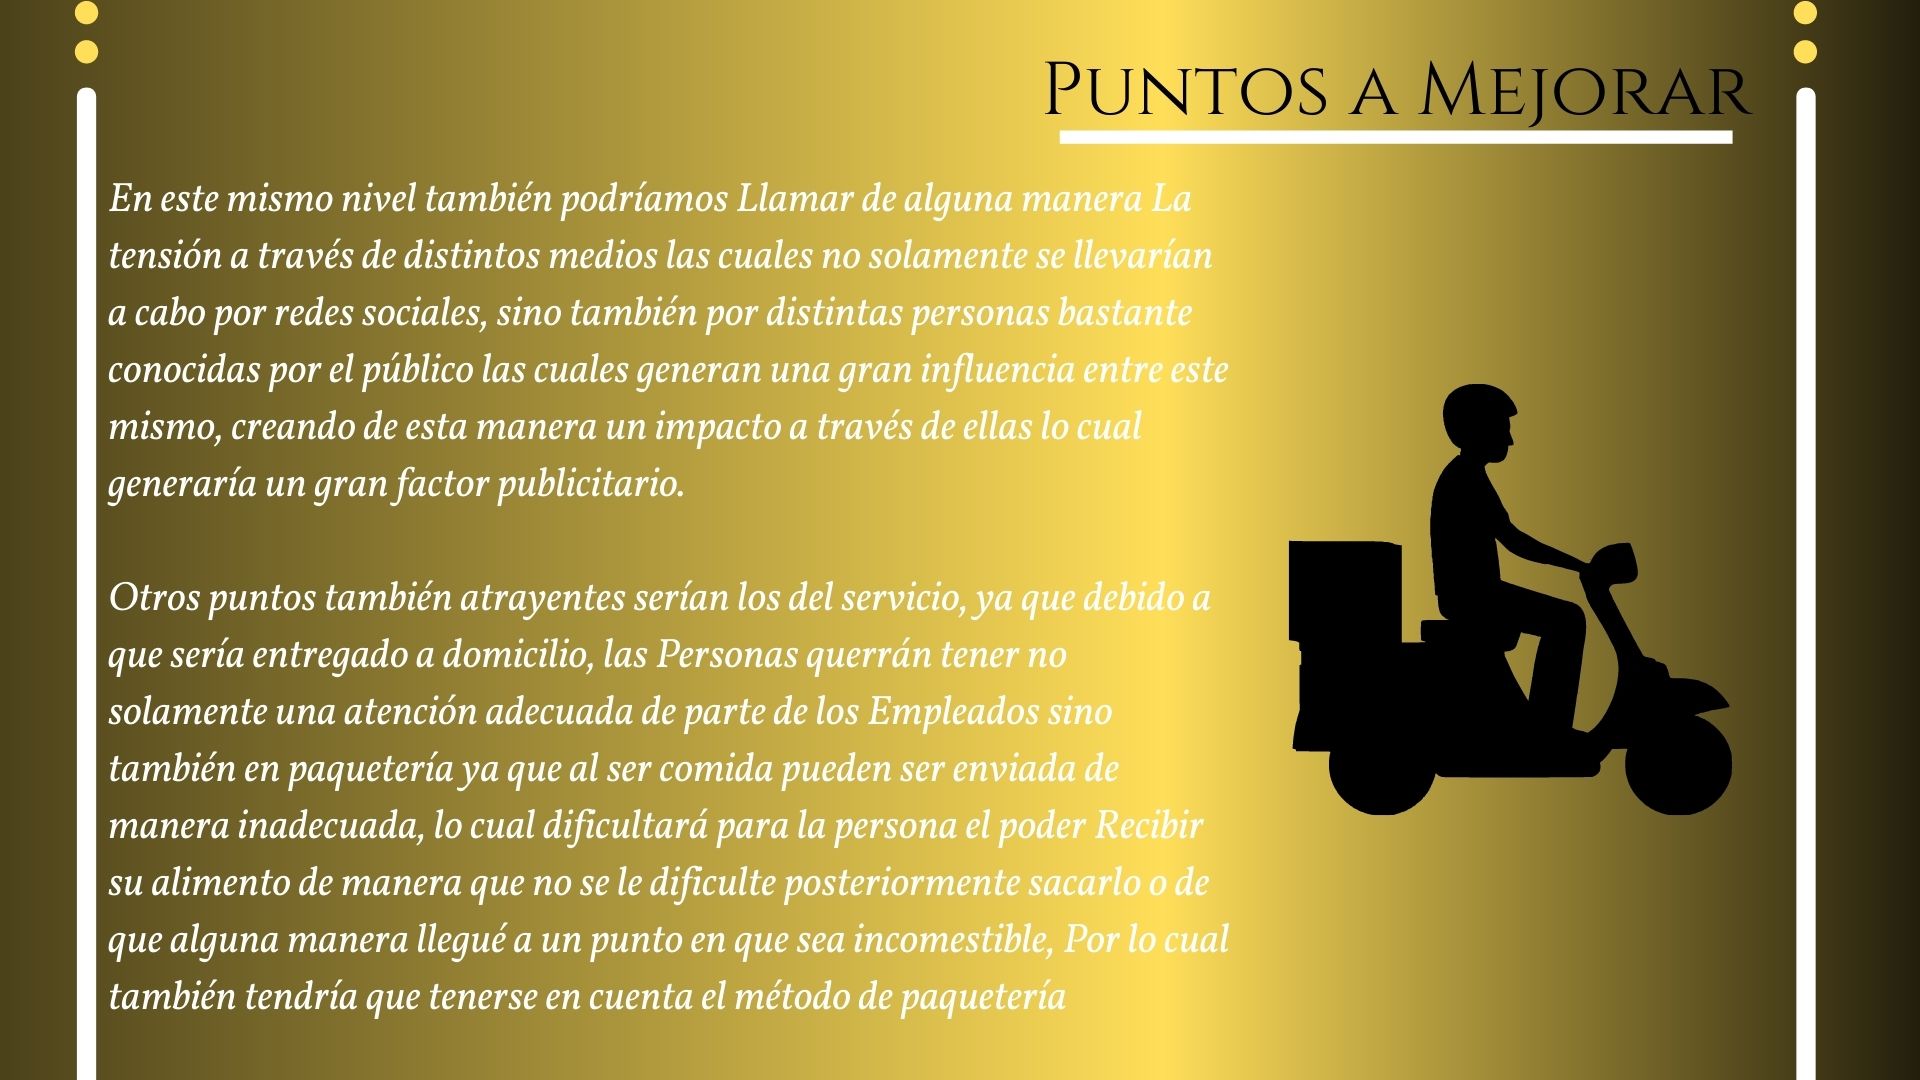 Puntos a Mejorar
En este mismo nivel también podríamos Llamar de alguna manera La
tensión a través de distintos medios las cuales no solamente se llevarían
a cabo por redes sociales, sino también por distintas personas bastante
conocidas por el público las cuales generan una gran influencia entre este
mismo, creando de esta manera un impacto a través de ellas lo cual
generaría un gran factor publicitario.
Otros puntos también atrayentes serían los del servicio, ya que debido a
que sería entregado a domicilio, las Personas querrán tener no
solamente una atención adecuada de parte de los Empleados sino
también en paquetería ya que al ser comida pueden ser enviada de
manera inadecuada, lo cual dificultará para la persona el poder Recibir
su alimento de manera que no se le dificulte posteriormente sacarlo o de
que alguna manera llegué a un punto en que sea incomestible, Por lo cual
también tendría que tenerse en cuenta el método de paquetería